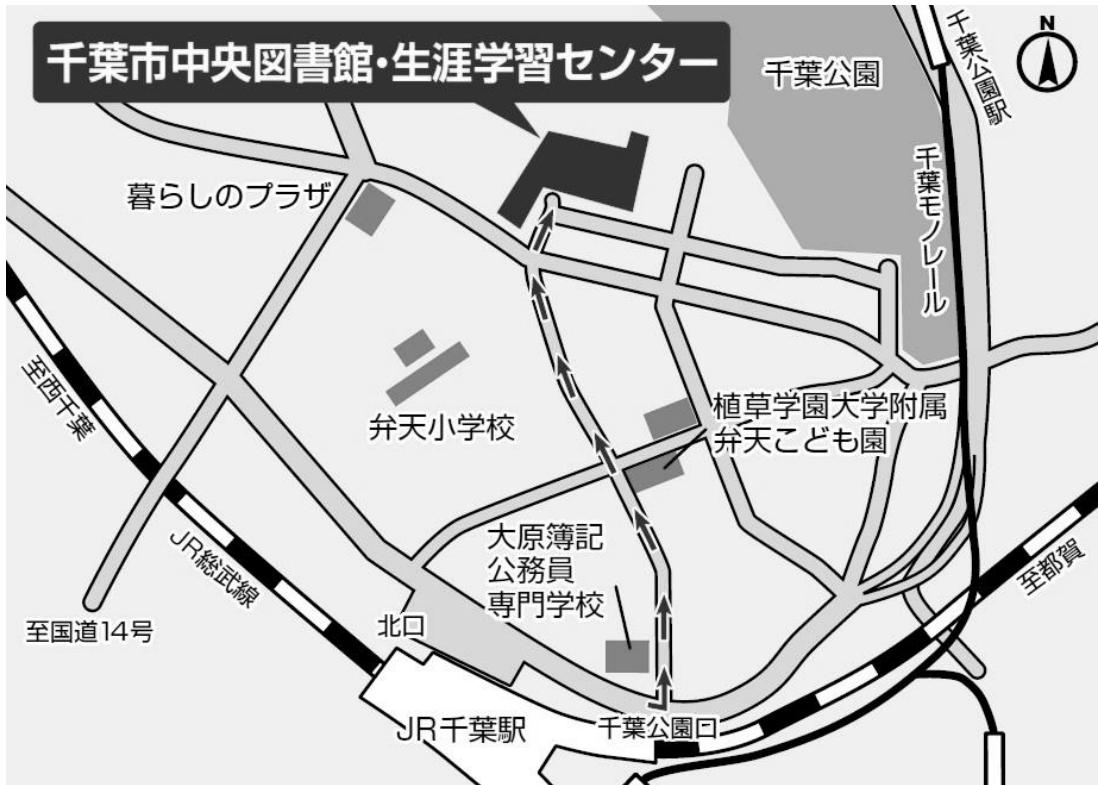 千葉市中央図書館・生涯学習センター
N
千葉公園
千葉公園駅
千葉モノレール
暮らしのプラザ
至西千葉
弁天小学校
植草学園大学附属
弁天こども園
大原簿記
公務員
専門学校
JR総武線
至都賀
至国道14号
北口
JR千葉駅
千葉公園口